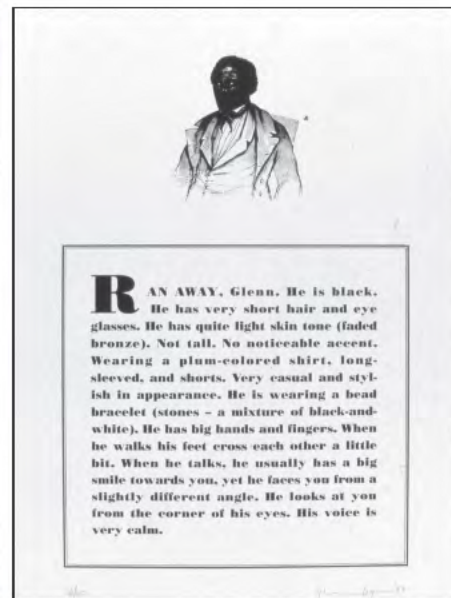 RAN AWAY, Glenn. He is black.
He has very short hair and eye
glasses. He has quite light skin tone (faded
bronze). Not tall. No noticeable accent.
Wearing a plum-colored shirt, long-
sleeved, and shorts. Very casual and styl-
ish in appearance. He is wearing a bead
bracelet (stones – a mixture of black-and-
white). He has big hands and fingers. When
he walks his feet cross each other a little
bit. When he talks, he usually has a big
smile towards you, yet he faces you from a
slightly different angle. He looks at you
from the corner of his eyes. His voice is
very calm.